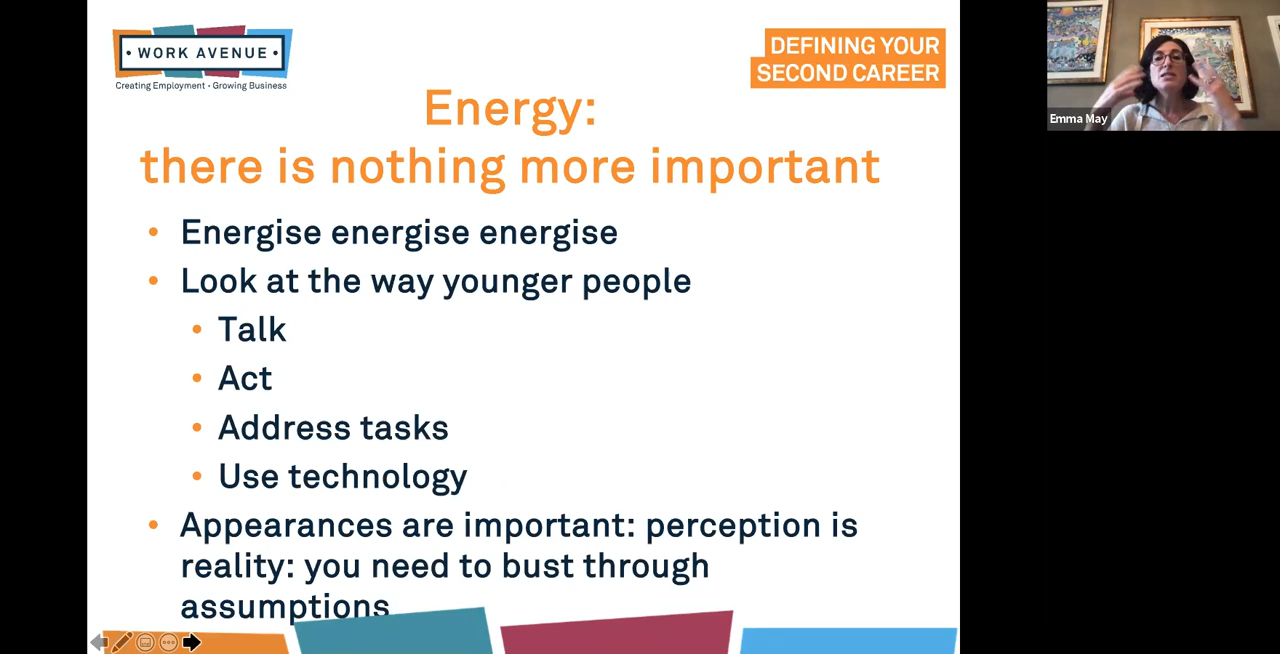 • WORK AVENUE •
Creating Employment • Growing Business
DEFINING YOUR
SECOND CAREER
Energy:
there is nothing more important
• Energise energise energise
• Look at the way younger people
• Talk
• Act
• Address tasks
• Use technology
• Appearances are important: perception is
reality: you need to bust through
assumptions
Emma May